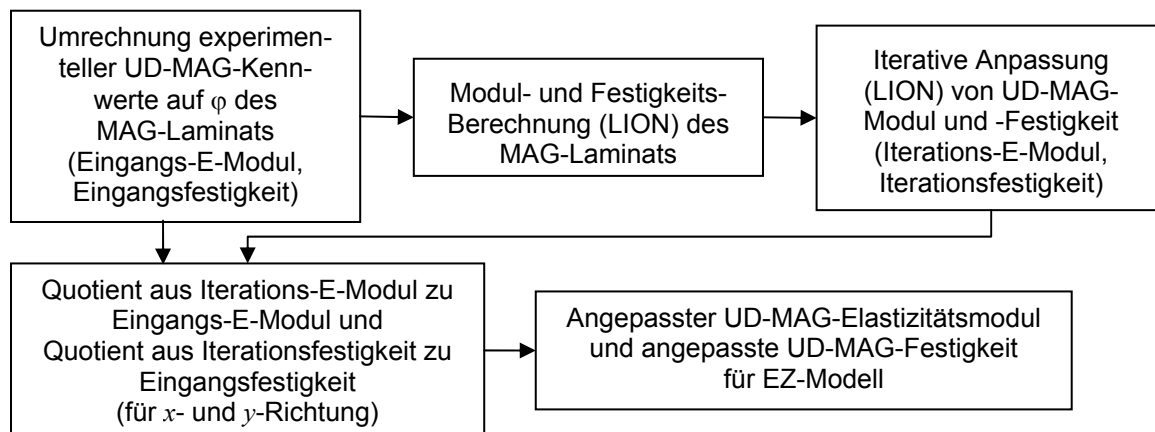 Umrechnung experimen-
teller UD-MAG-Kenn-
werte auf φ des
MAG-Laminats
(Eingangs-E-Modul,
Eingangsfestigkeit)
Modul- und Festigkeits-
Berechnung (LION) des
MAG-Laminats
Iterative Anpassung
(LION) von UD-MAG-
Modul und -Festigkeit
(Iterations-E-Modul,
Iterationsfestigkeit)
Quotient aus Iterations-E-Modul zu
Eingangs-E-Modul und
Quotient aus Iterationsfestigkeit zu
Eingangsfestigkeit
(für x- und y-Richtung)
Angepasster UD-MAG-Elastizitätsmodul
und angepasste UD-MAG-Festigkeit
für EZ-Modell